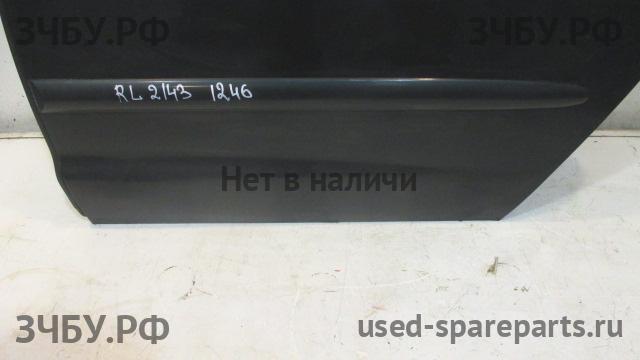 ЗЧБУ.РФ ЗЧБУ.РФ
RL 2143 1246
Нет в наличи
ЗЧБУ.РФ used-spareparts.ru